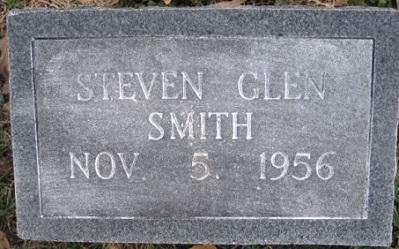 STEVEN GLEN
SMITH
NOV. 5. 1956